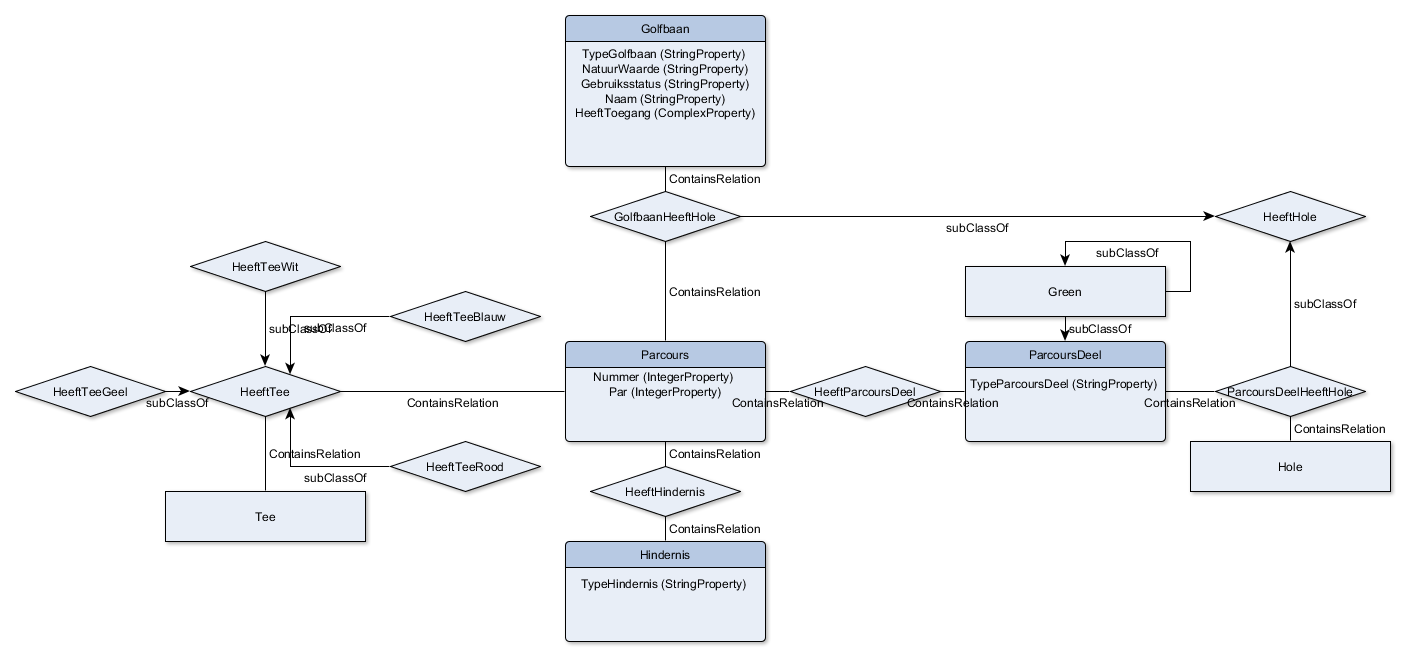 Golfbaan
TypeGolfbaan (StringProperty)
NatuurWaarde (StringProperty)
Gebruiksstatus (StringProperty)
Naam (StringProperty)
HeeftToegang (ComplexProperty)
ContainsRelation
GolfbaanHeeftHole
subClassOf
HeeftHole
ContainsRelation
subClassOf
Green
subClassOf
subClassOf
HeeftTeeWit
subClassOf
HeeftTeeBlauw
subClassOf
HeeftTeeGeel
subClassOf
HeeftTee
ContainsRelation
Parcours
Nummer (IntegerProperty)
Par (IntegerProperty)
ContainsRelation
HeeftParcoursDeel
ContainsRelation
ParcoursDeel
TypeParcoursDeel (StringProperty)
ContainsRelation
ParcoursDeelHeeftHole
ContainsRelation
Hole
ContainsRelation
HeeftTeeRood
subClassOf
Tee
ContainsRelation
HeeftHindernis
ContainsRelation
Hindernis
TypeHindernis (StringProperty)